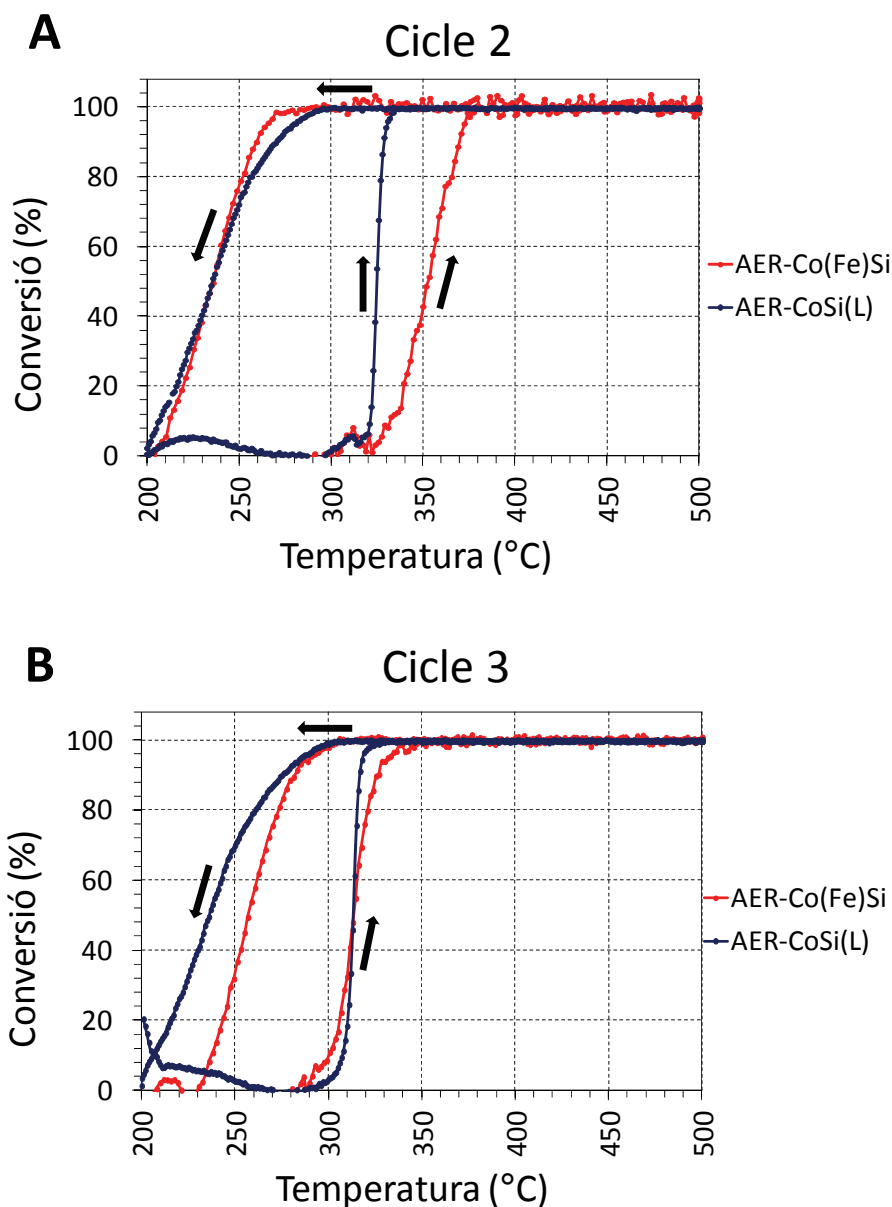 A
Cicle 2
Conversió (%)
100
80
60
40
20
0
200
250
300
350
400
450
500
Temperatura (°C)
AER-Co(Fe)Si
AER-CoSi(L)
B
Cicle 3
Conversió (%)
100
80
60
40
20
0
200
250
300
350
400
450
500
Temperatura (°C)
AER-Co(Fe)Si
AER-CoSi(L)